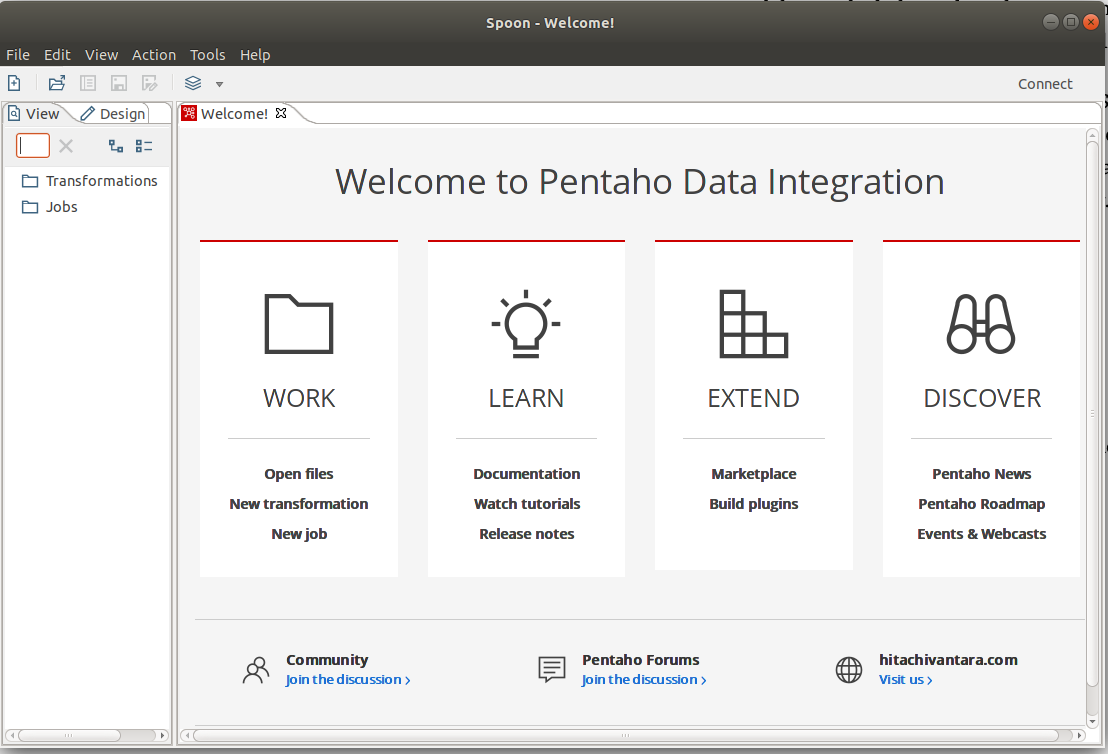 Spoon - Welcome!
File Edit View Action Tools Help
Connect
View Design
Welcome!
Transformations
Jobs
Welcome to Pentaho Data Integration
WORK
Open files
New transformation
New job
LEARN
Documentation
Watch tutorials
Release notes
EXTEND
Marketplace
Build plugins
DISCOVER
Pentaho News
Pentaho Roadmap
Events & Webcasts
Community
Join the discussion ›
Pentaho Forums
Join the discussion ›
hitachivantara.com
Visit us ›